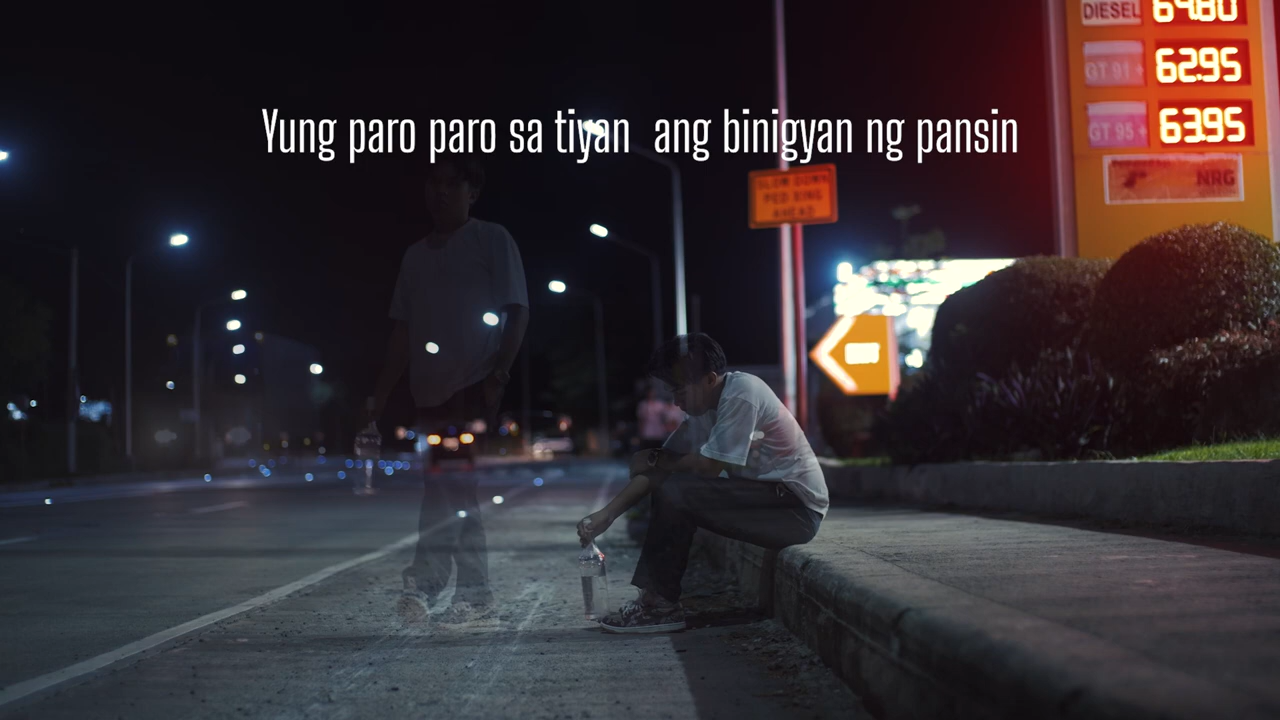 DIESEL 64.80
GT 91+ 62.95
GT 95+ 63.95
NRG
Yung paro paro sa tiyan ang binigyan ng pansin
SLOW DOWN
PED XING
AHEAD